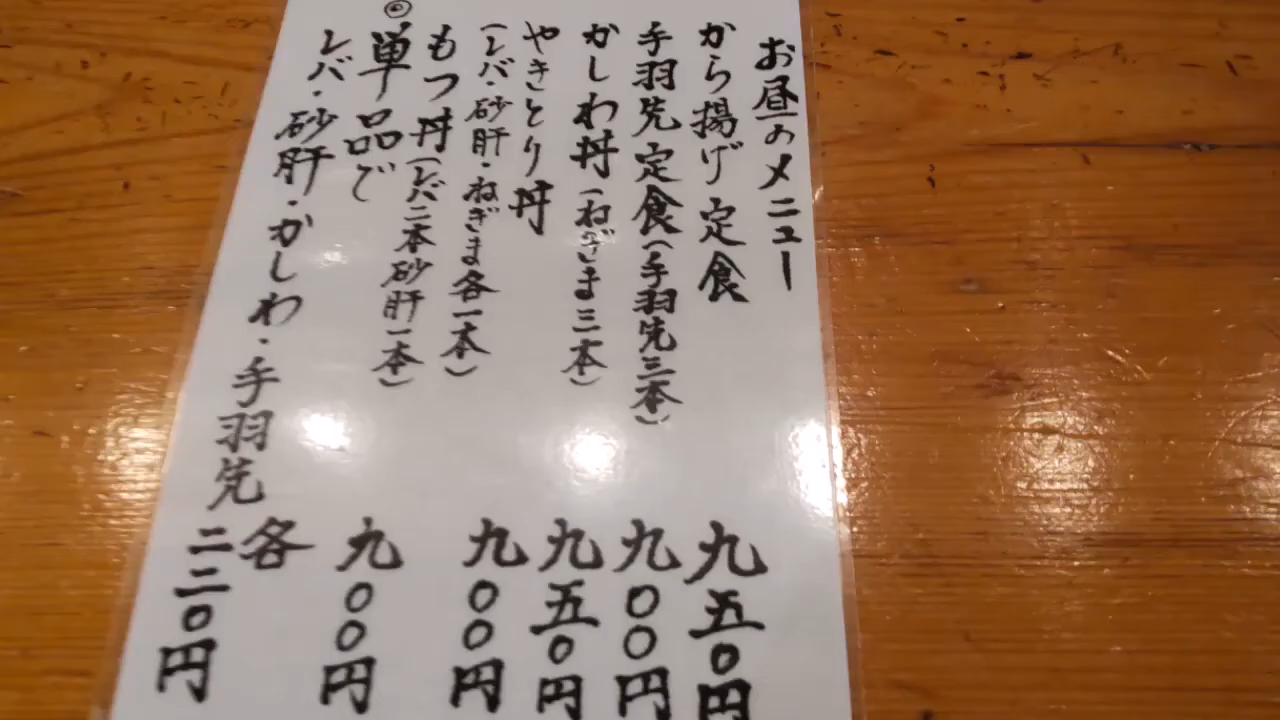 お昼のメニュー
から揚げ定食 九五〇円
手羽先定食(手羽先三本) 九〇〇円
かしわ丼(ねぎま三本) 九五〇円
やきとり丼
(レバ・砂肝・ねぎま各一本) 九〇〇円
もつ丼(レバ二本砂肝一本) 九〇〇円
◎単品で
レバ・砂肝・かしわ・手羽先 各
二二〇円